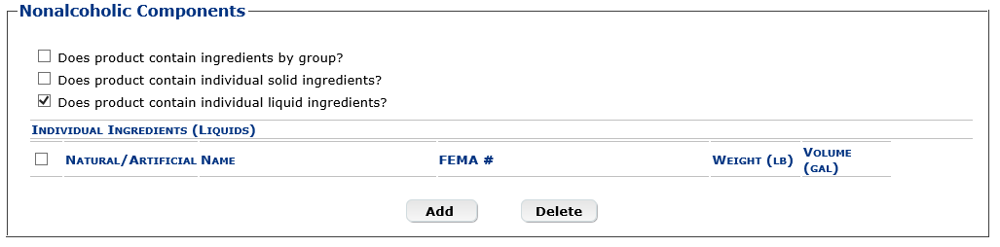 Nonalcoholic Components
Does product contain ingredients by group?
Does product contain individual solid ingredients?
Does product contain individual liquid ingredients?
Individual Ingredients (Liquids)
Natural/Artificial Name FEMA # Weight (lb) Volume (gal)
Add Delete